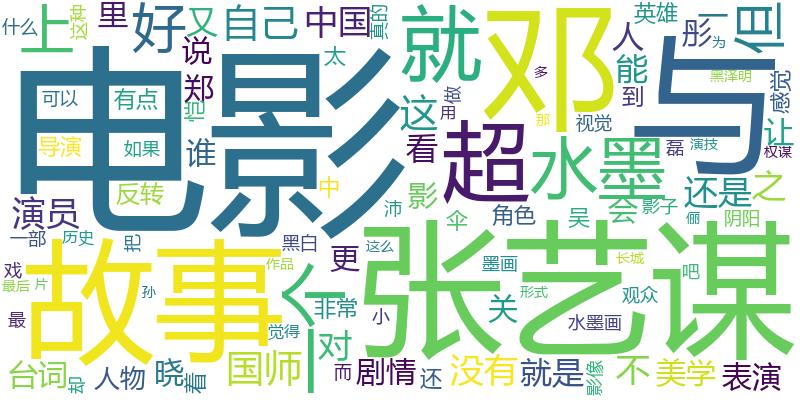 什么
这种
上
里
好
又
自己
中国
真的
就
邓
与
英雄
一
但
说
郑
恺
太
人
彤
为
能
感觉
电影
可以
有点
这
用
做
超
多
到
黑泽明
导演
如果
谁
看
水墨
那
视觉
磊
演技
让
权谋
反转
中
影
沛
伞
角色
吴
会
影子
还是
俪
之
阴阳
演员
一部
历史
把
黑白
更
这么
墨画
吧
长城
戏
故事
作品
个
张艺谋
最后
片
孙
觉得
非常
关
形式
观众
最
小
水墨画
对
台词
却
人物
晓
着
国师
而
剧情
还
没有
就是
影像
不
美学
表演